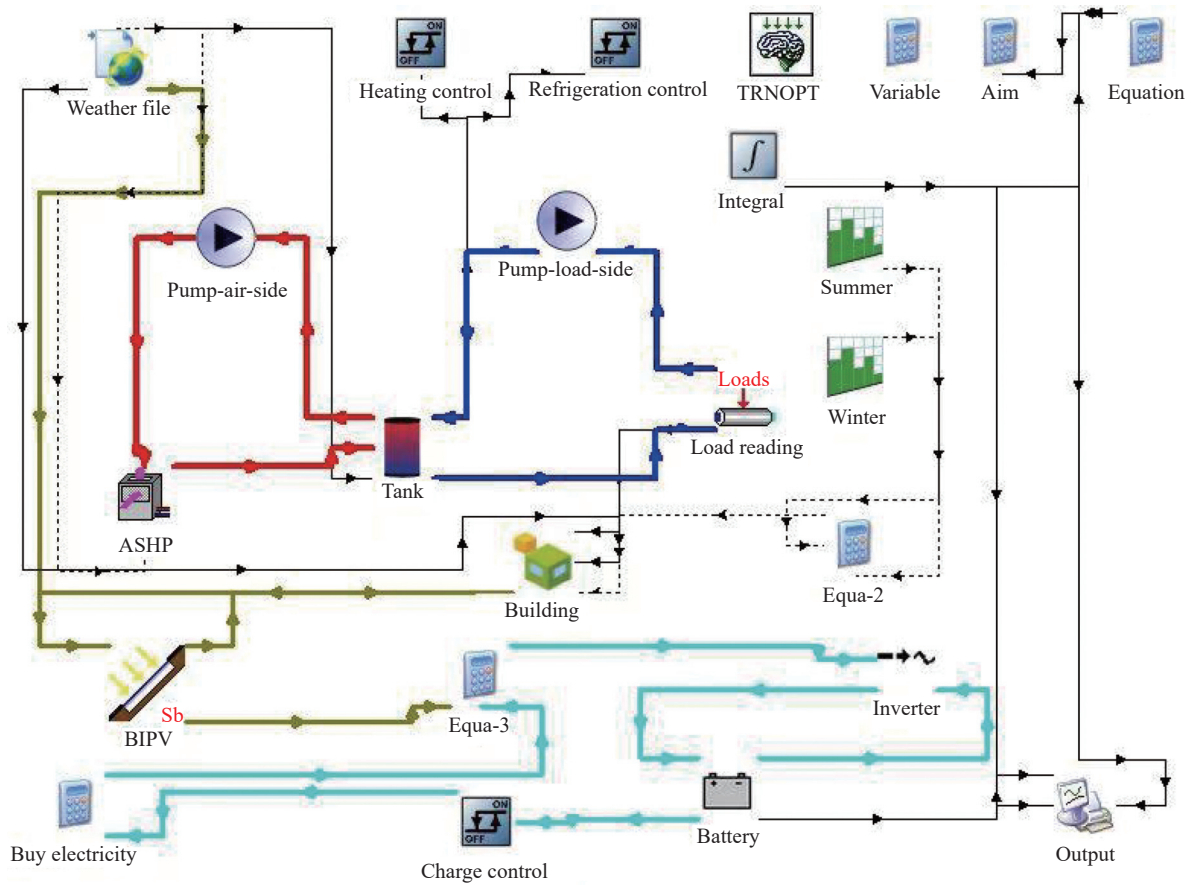 ON
OFF
Heating control
ON
OFF
Refrigeration control
TRNOPT
Variable
Aim
Equation
Weather file
∫
Integral
Pump-air-side
Pump-load-side
Summer
Winter
Loads
Load reading
Tank
ASHP
Building
Equa-2
Sb
BIPV
Equa-3
Inverter
Buy electricity
ON
OFF
Charge control
Battery
Output